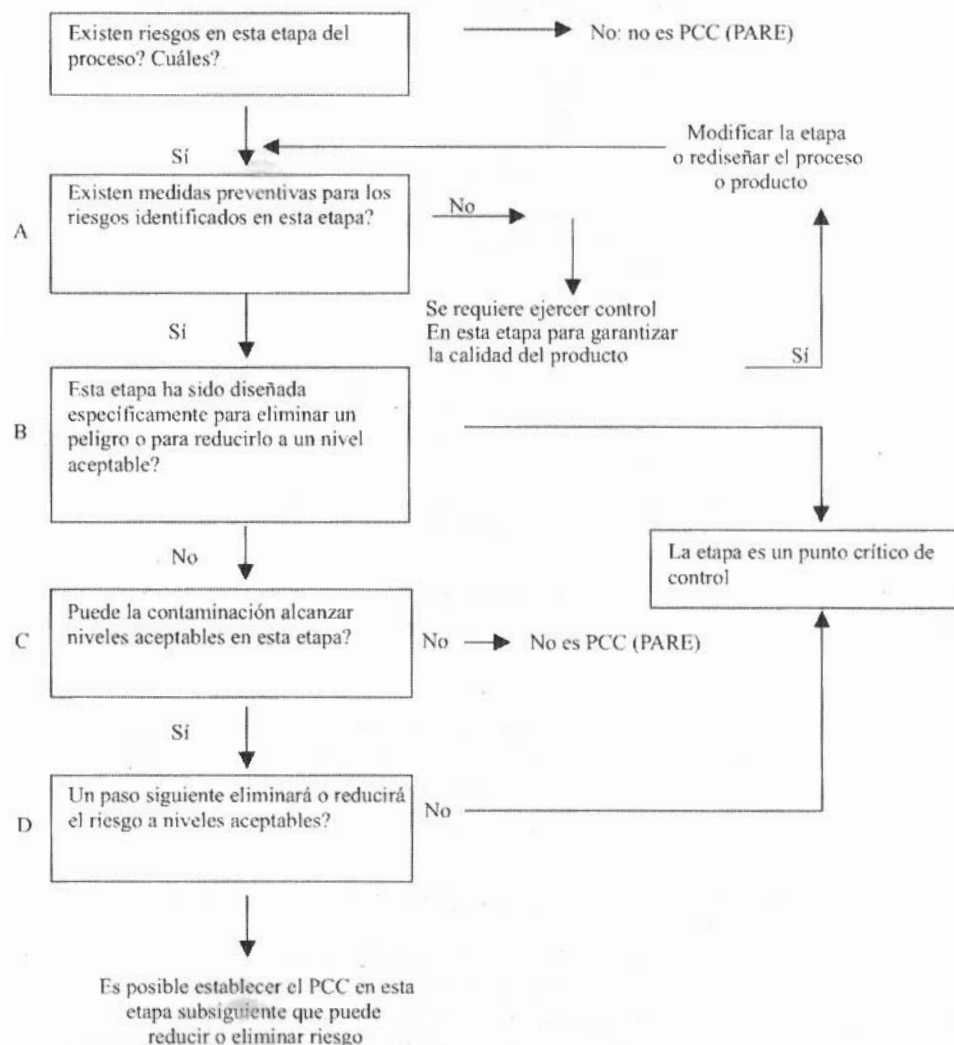 Existen riesgos en esta etapa del
proceso? Cuáles?
No: no es PCC (PARE)
Sí
Modificar la etapa
o rediseñar el proceso
o producto
A
Existen medidas preventivas para los
riesgos identificados en esta etapa?
No
Se requiere ejercer control
En esta etapa para garantizar
la calidad del producto
Sí
Sí
B
Esta etapa ha sido diseñada
específicamente para eliminar un
peligro o para reducirlo a un nivel
aceptable?
La etapa es un punto crítico de
control
No
C
Puede la contaminación alcanzar
niveles aceptables en esta etapa?
No
No es PCC (PARE)
Sí
D
Un paso siguiente eliminará o reducirá
el riesgo a niveles aceptables?
No
Es posible establecer el PCC en esta
etapa subsiguiente que puede
reducir o eliminar riesgo